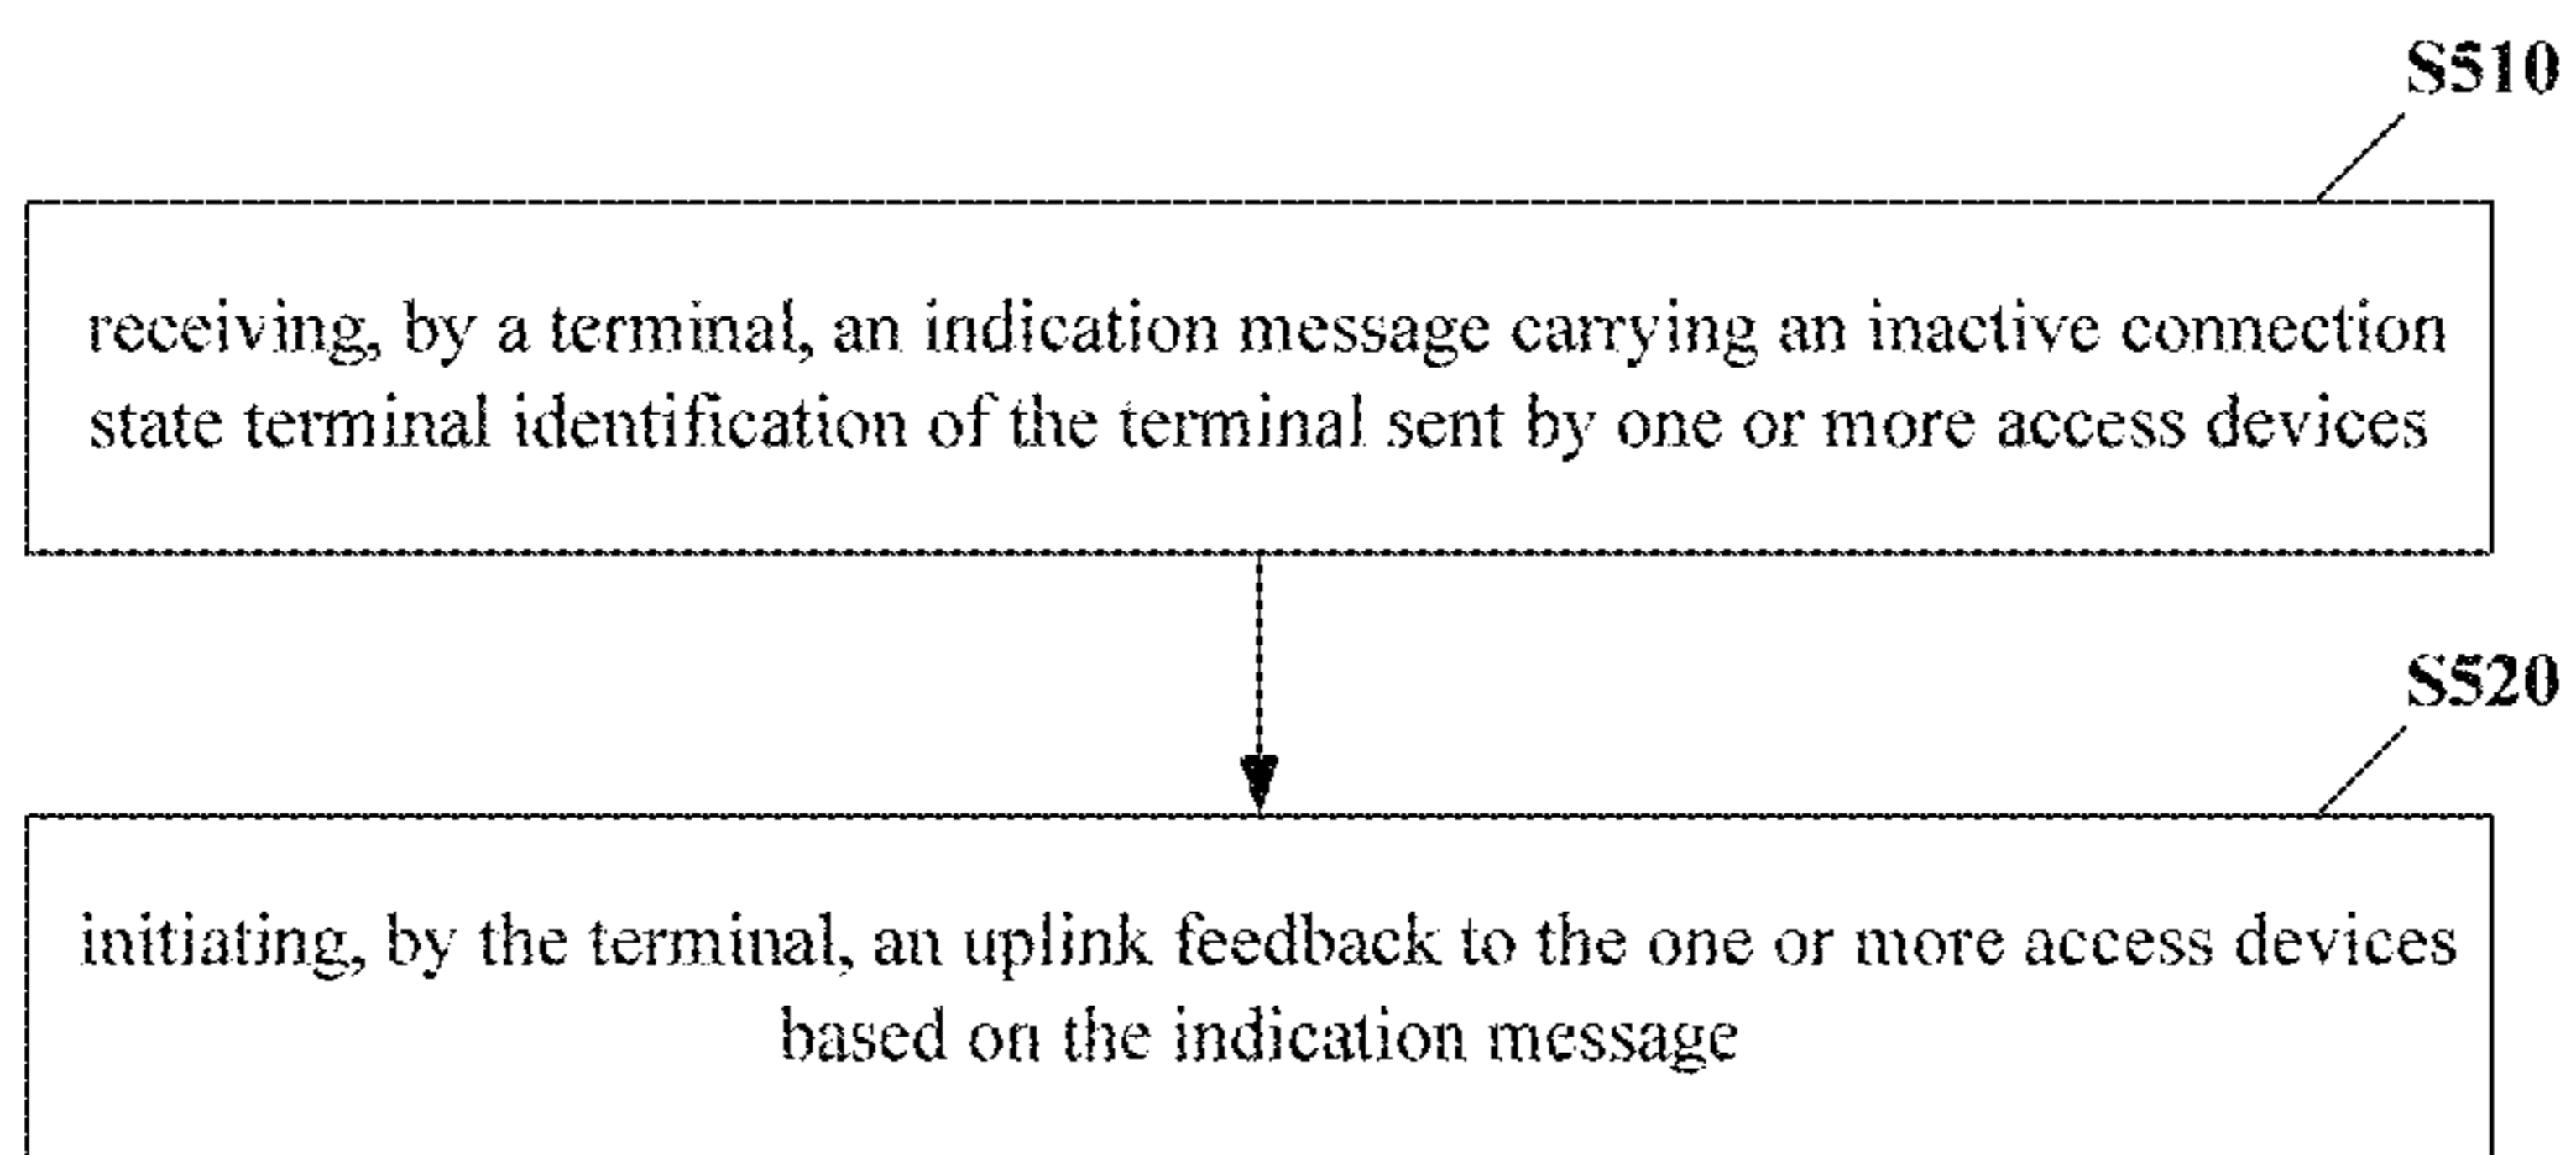 S510
receiving, by a terminal, an indication message carrying an inactive connection
state terminal identification of the terminal sent by one or more access devices
S520
initiating, by the terminal, an uplink feedback to the one or more access devices
based on the indication message